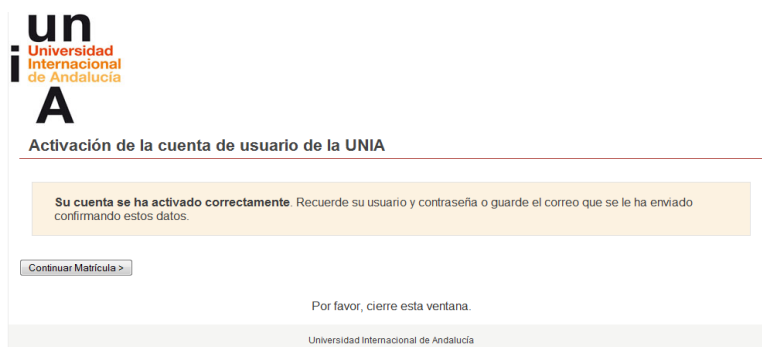 un
i Universidad
Internacional
de Andalucía
A
Activación de la cuenta de usuario de la UNIA
Su cuenta se ha activado correctamente. Recuerde su usuario y contraseña o guarde el correo que se le ha enviado
confirmando estos datos.
Continuar Matrícula >
Por favor, cierre esta ventana.
Universidad Internacional de Andalucía